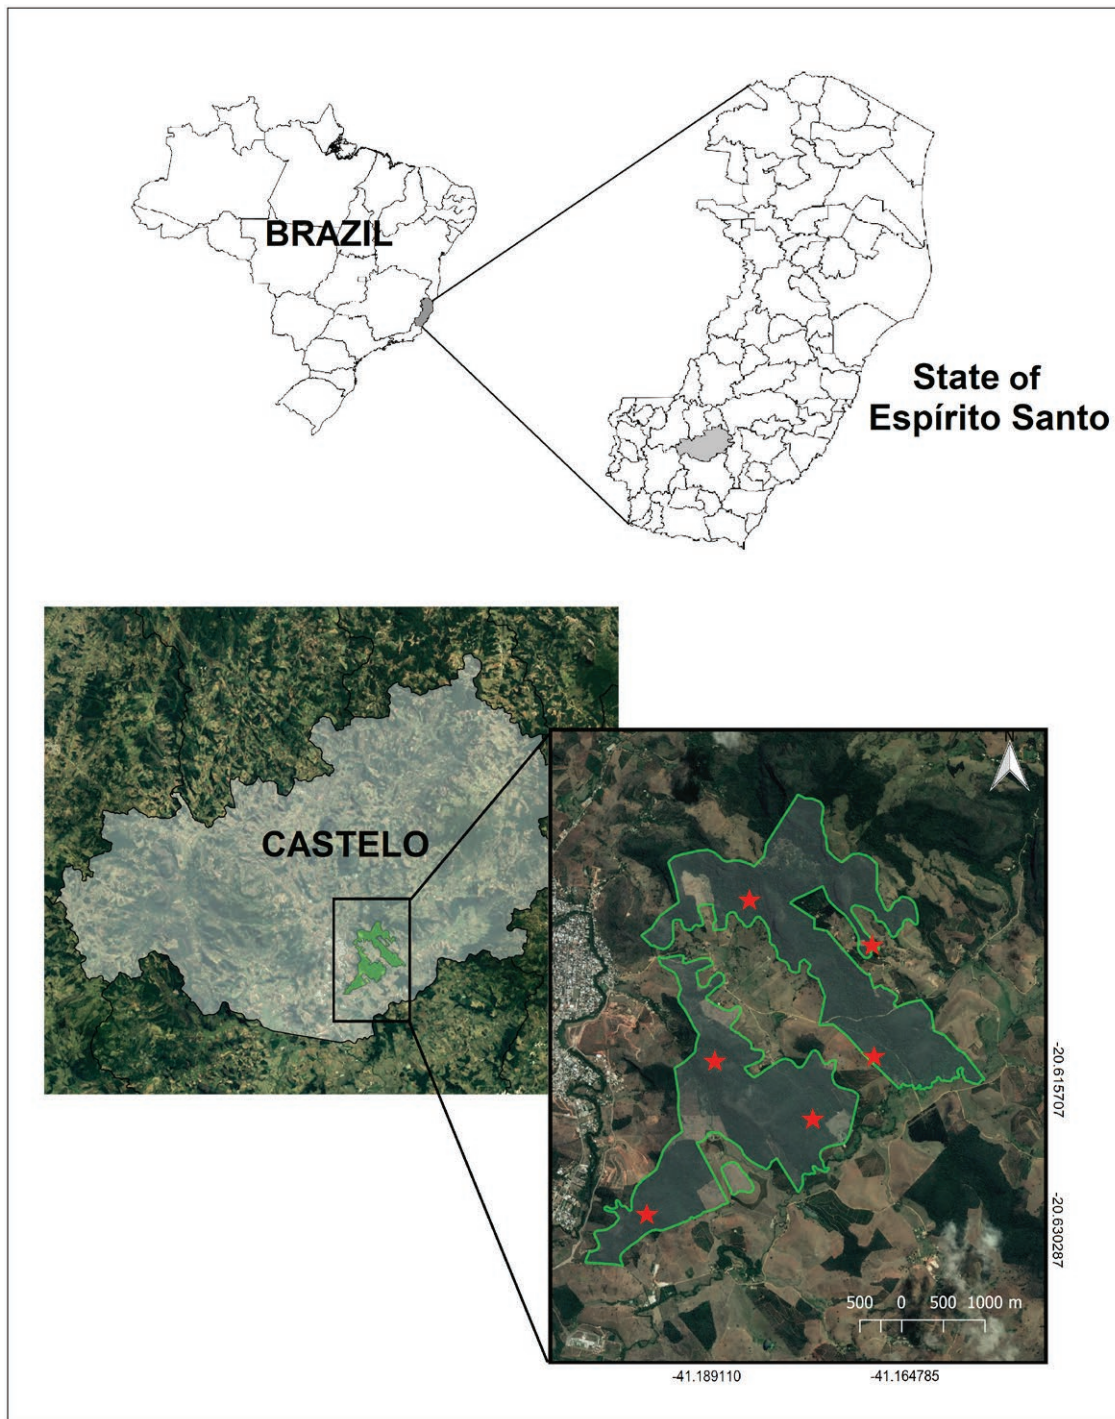 BRAZIL
State of
Espírito Santo
CASTELO
N
-20.615707
-20.630287
500 0 500 1000 m
-41.189110
-41.164785